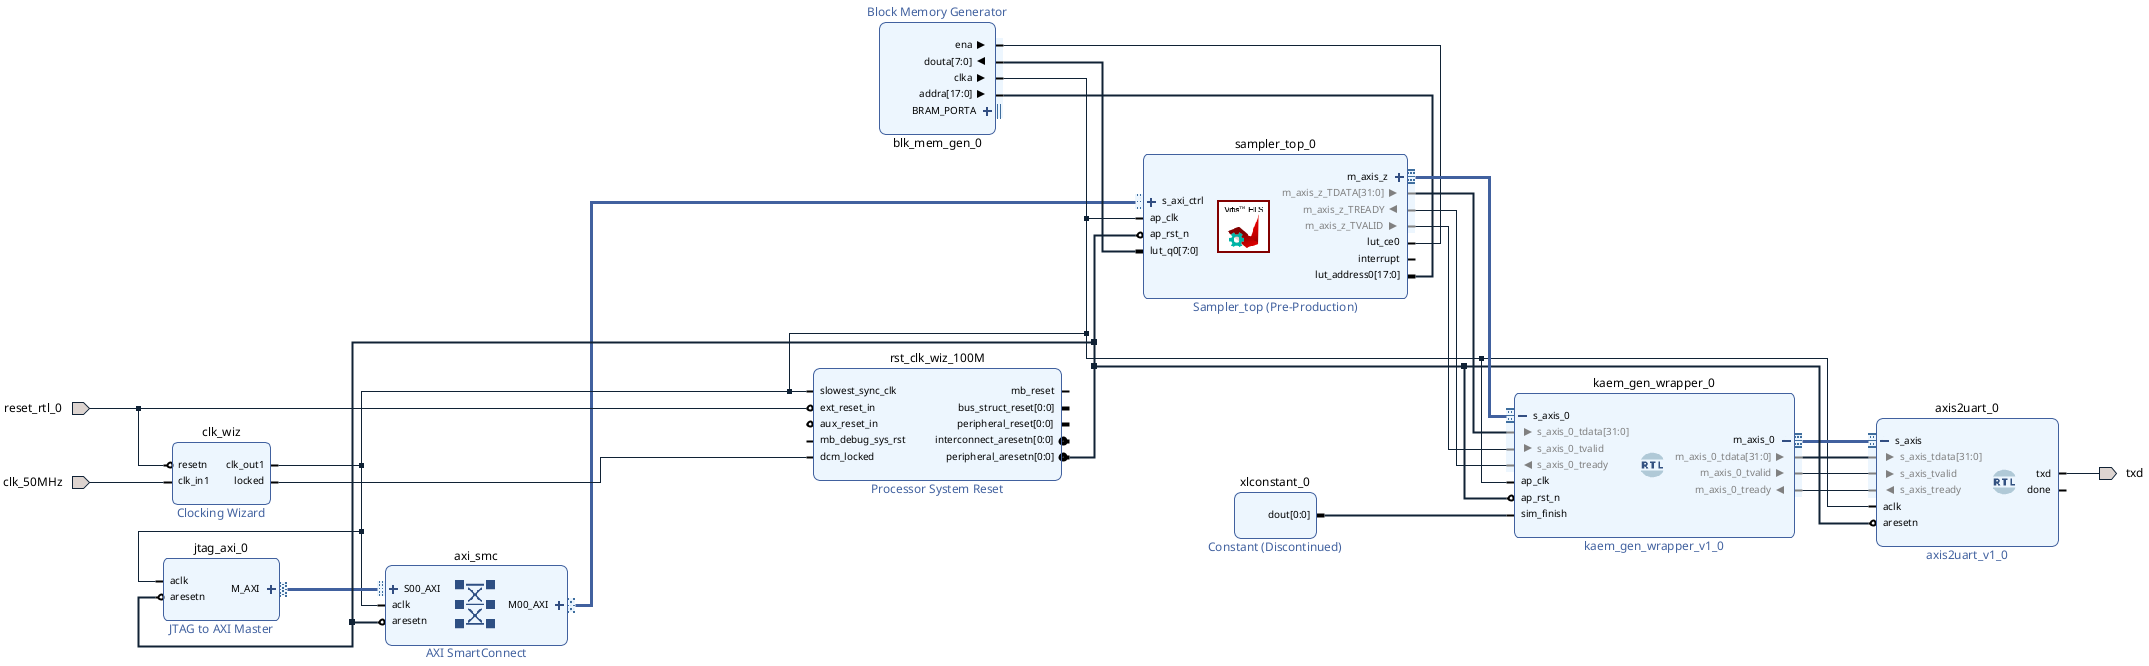 Block Memory Generator
ena
douta[7:0]
clka
addra[17:0]
BRAM_PORTA
blk_mem_gen_0
sampler_top_0
s_axi_ctrl
ap_clk
ap_rst_n
lut_q0[7:0]
Vitis™ HLS
m_axis_z
m_axis_z_TDATA[31:0]
m_axis_z_TREADY
m_axis_z_TVALID
lut_ce0
interrupt
lut_address0[17:0]
Sampler_top (Pre-Production)
rst_clk_wiz_100M
slowest_sync_clk
ext_reset_in
aux_reset_in
mb_debug_sys_rst
dcm_locked
mb_reset
bus_struct_reset[0:0]
peripheral_reset[0:0]
interconnect_aresetn[0:0]
peripheral_aresetn[0:0]
Processor System Reset
reset_rtl_0
clk_50MHz
clk_wiz
resetn
clk_in1
clk_out1
locked
Clocking Wizard
jtag_axi_0
aclk
aresetn
M_AXI
JTAG to AXI Master
axi_smc
S00_AXI
aclk
aresetn
M00_AXI
AXI SmartConnect
xlconstant_0
dout[0:0]
Constant (Discontinued)
kaem_gen_wrapper_0
s_axis_0
s_axis_0_tdata[31:0]
s_axis_0_tvalid
s_axis_0_tready
ap_clk
ap_rst_n
sim_finish
RTL
m_axis_0
m_axis_0_tdata[31:0]
m_axis_0_tvalid
m_axis_0_tready
kaem_gen_wrapper_v1_0
axis2uart_0
s_axis
s_axis_tdata[31:0]
s_axis_tvalid
s_axis_tready
aclk
aresetn
RTL
txd
done
axis2uart_v1_0
txd